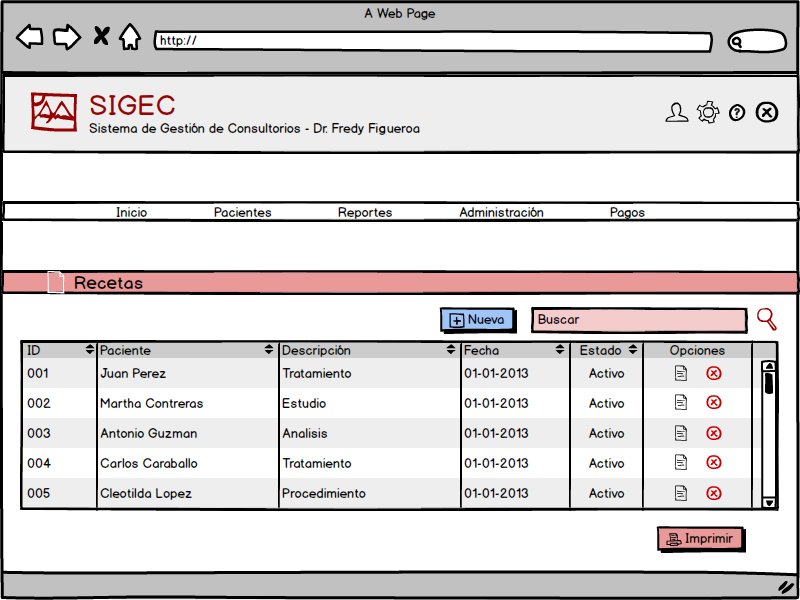 A Web Page
http://
SIGEC
Sistema de Gestión de Consultorios - Dr. Fredy Figueroa
Inicio Pacientes Reportes Administración Pagos
Recetas
Nueva Buscar
ID Paciente Descripción Fecha Estado Opciones
001 Juan Perez Tratamiento 01-01-2013 Activo
002 Martha Contreras Estudio 01-01-2013 Activo
003 Antonio Guzman Analisis 01-01-2013 Activo
004 Carlos Caraballo Tratamiento 01-01-2013 Activo
005 Cleotilda Lopez Procedimiento 01-01-2013 Activo
Imprimir